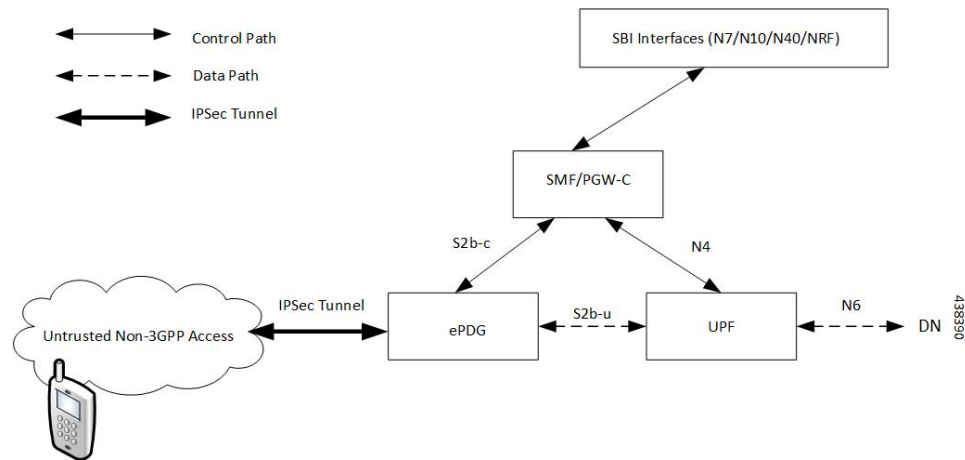 Control Path
Data Path
IPSec Tunnel
SBI Interfaces (N7/N10/N40/NRF)
SMF/PGW-C
S2b-c
N4
Untrusted Non-3GPP Access
IPSec Tunnel
ePDG
S2b-u
UPF
N6
DN
438390